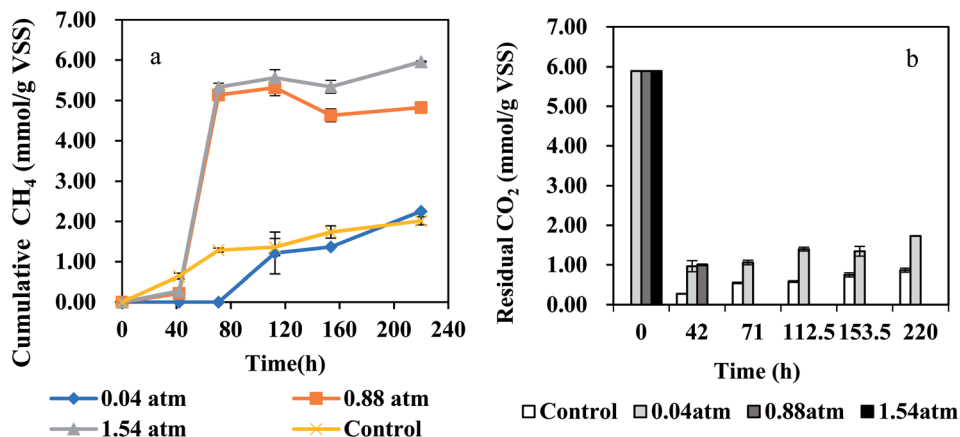 a
Cumulative CH4 (mmol/g VSS)
7.00
6.00
5.00
4.00
3.00
2.00
1.00
0.00
0 40 80 120 160 200 240
Time(h)
0.04 atm 0.88 atm
1.54 atm Control
b
Residual CO2 (mmol/g VSS)
7.00
6.00
5.00
4.00
3.00
2.00
1.00
0.00
0 42 71 112.5 153.5 220
Time (h)
Control 0.04atm 0.88atm 1.54atm